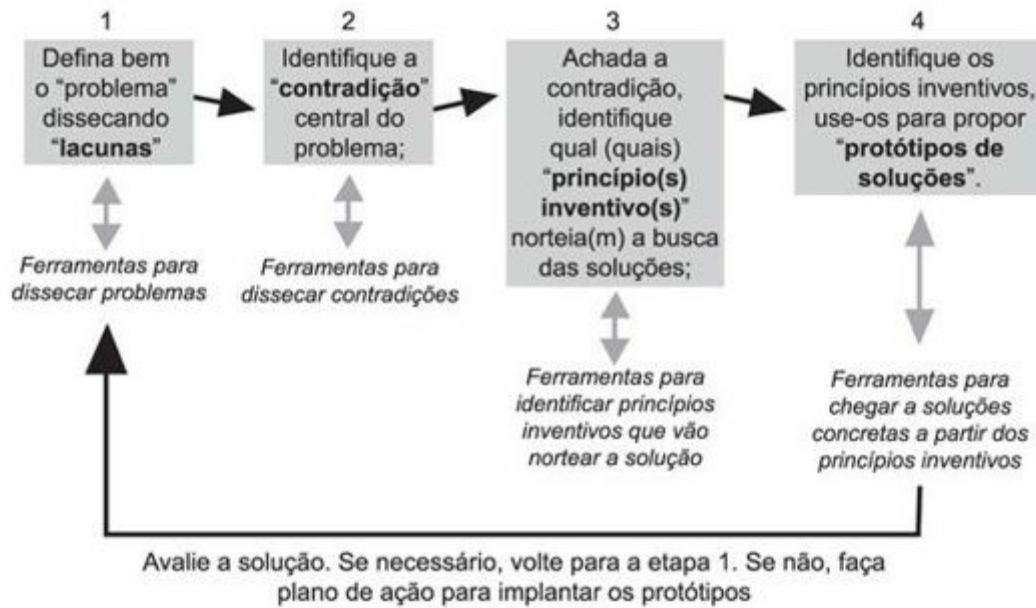 1
Defina bem
o “problema”
dissecando
“lacunas”
Ferramentas para
dissecar problemas
2
Identifique a
“contradição”
central do
problema;
Ferramentas para
dissecar contradições
3
Achada a
contradição,
identifique
qual (quais)
“princípio(s)
inventivo(s)”
norteia(m) a busca
das soluções;
Ferramentas para
identificar princípios
inventivos que vão
nortear a solução
4
Identifique os
princípios inventivos,
use-os para propor
“protótipos de
soluções”.
Ferramentas para
chegar a soluções
concretas a partir dos
princípios inventivos
Avalie a solução. Se necessário, volte para a etapa 1. Se não, faça
plano de ação para implantar os protótipos